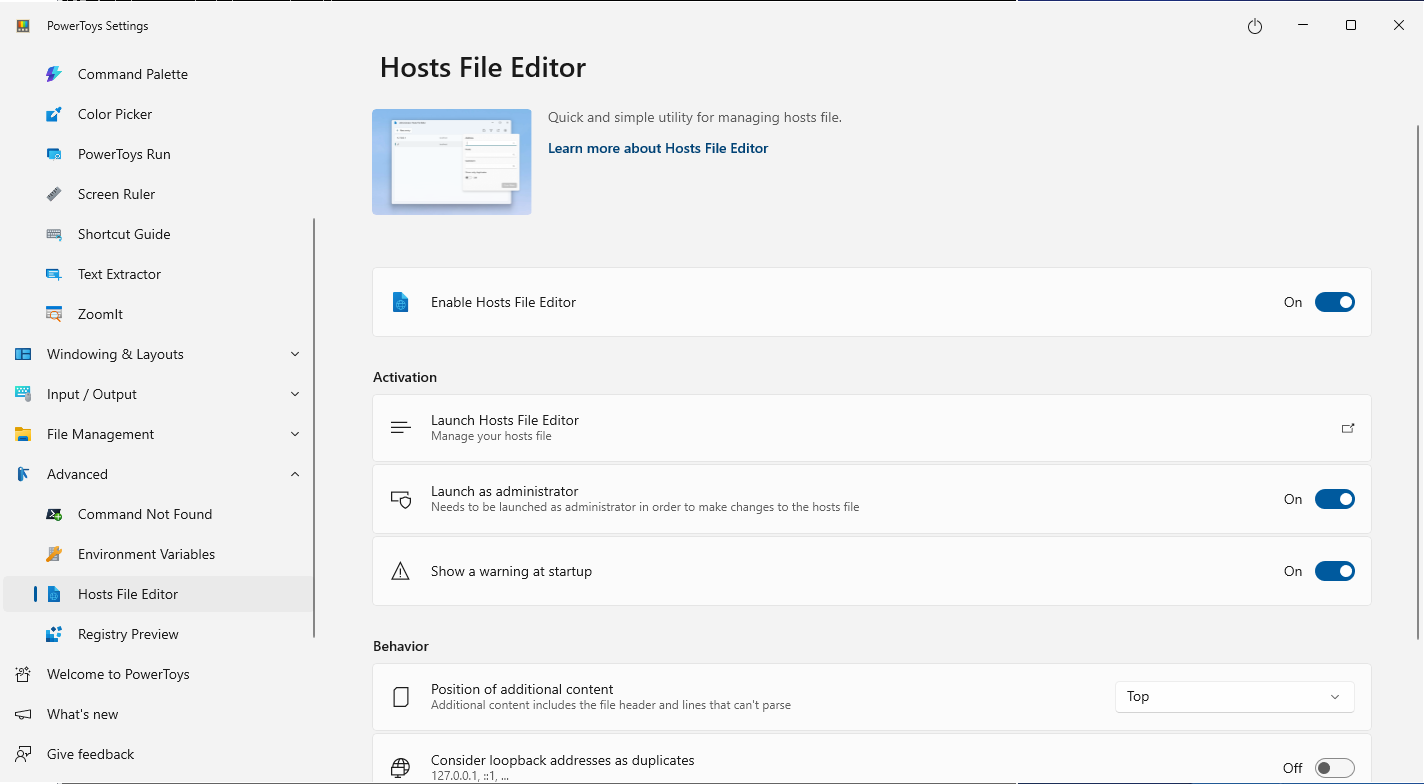 PowerToys Settings
Command Palette
Color Picker
PowerToys Run
Screen Ruler
Shortcut Guide
Text Extractor
ZoomIt
Windowing & Layouts
Input / Output
File Management
Advanced
Command Not Found
Environment Variables
Hosts File Editor
Registry Preview
Welcome to PowerToys
What's new
Give feedback
Hosts File Editor
Quick and simple utility for managing hosts file.
Learn more about Hosts File Editor
Enable Hosts File Editor
On
Activation
Launch Hosts File Editor
Manage your hosts file
Launch as administrator
Needs to be launched as administrator in order to make changes to the hosts file
On
Show a warning at startup
On
Behavior
Position of additional content
Additional content includes the file header and lines that can't parse
Top
Consider loopback addresses as duplicates
127.0.0.1, ::1, ...
Off